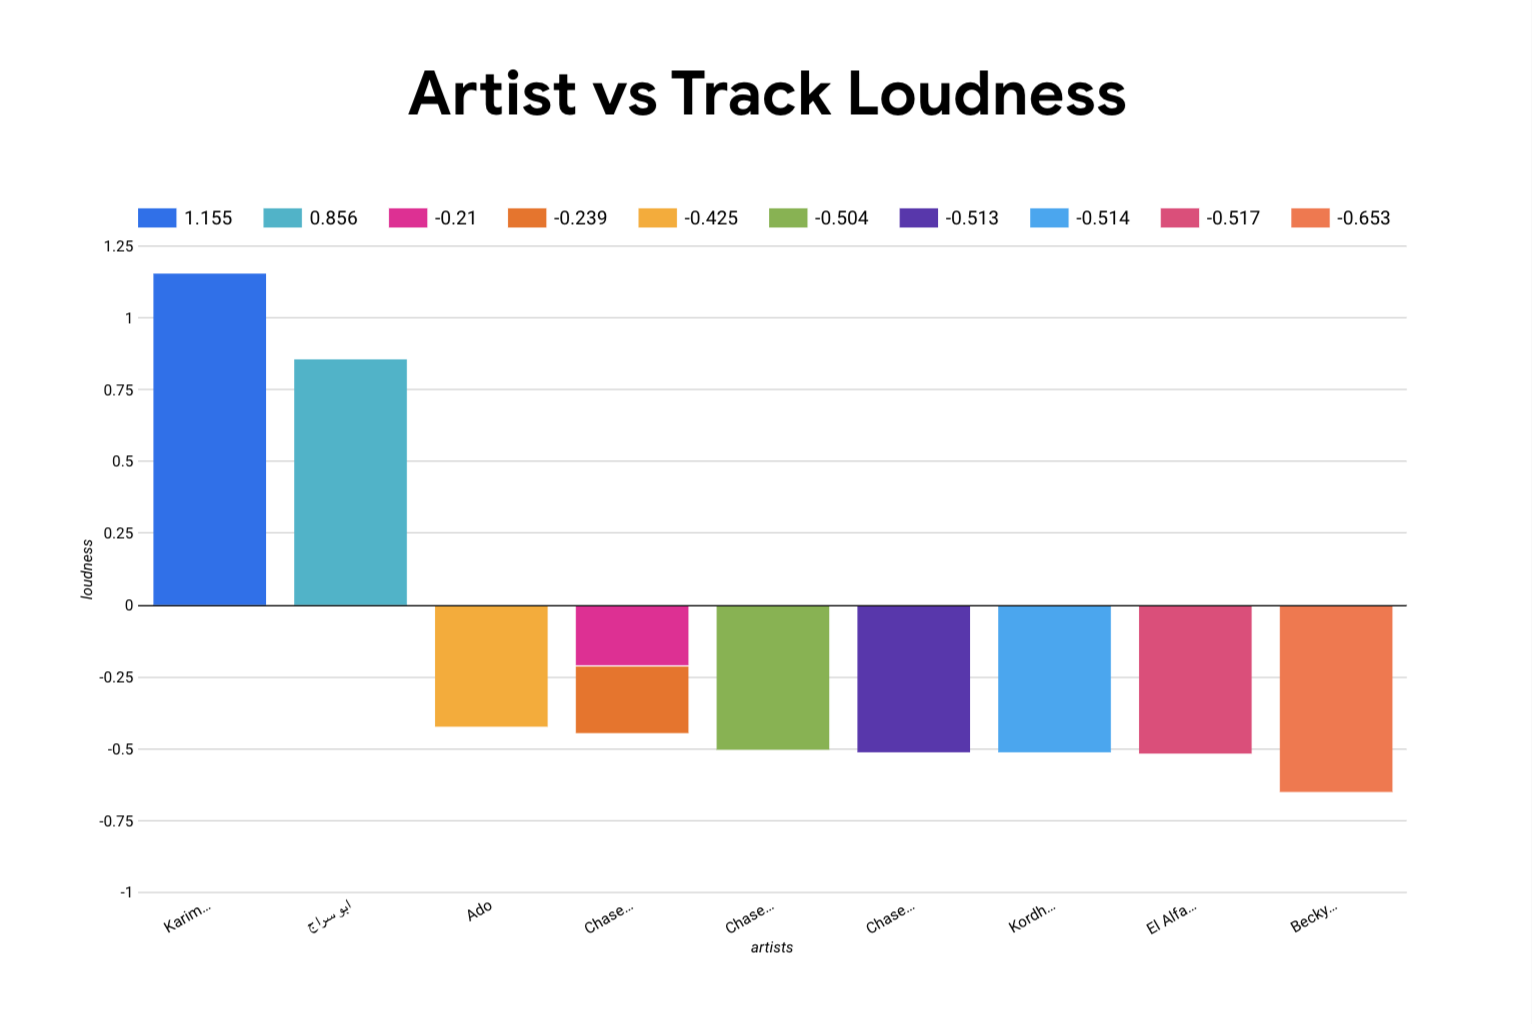 Artist vs Track Loudness
1.155 0.856 -0.21 -0.239 -0.425 -0.504 -0.513 -0.514 -0.517 -0.653
1.25
1
0.75
0.5
0.25
0
-0.25
-0.5
-0.75
-1
loudness
Karim... ابو سراج Ado Chase... Chase... Chase... Kordh... El Alfa... Becky...
artists